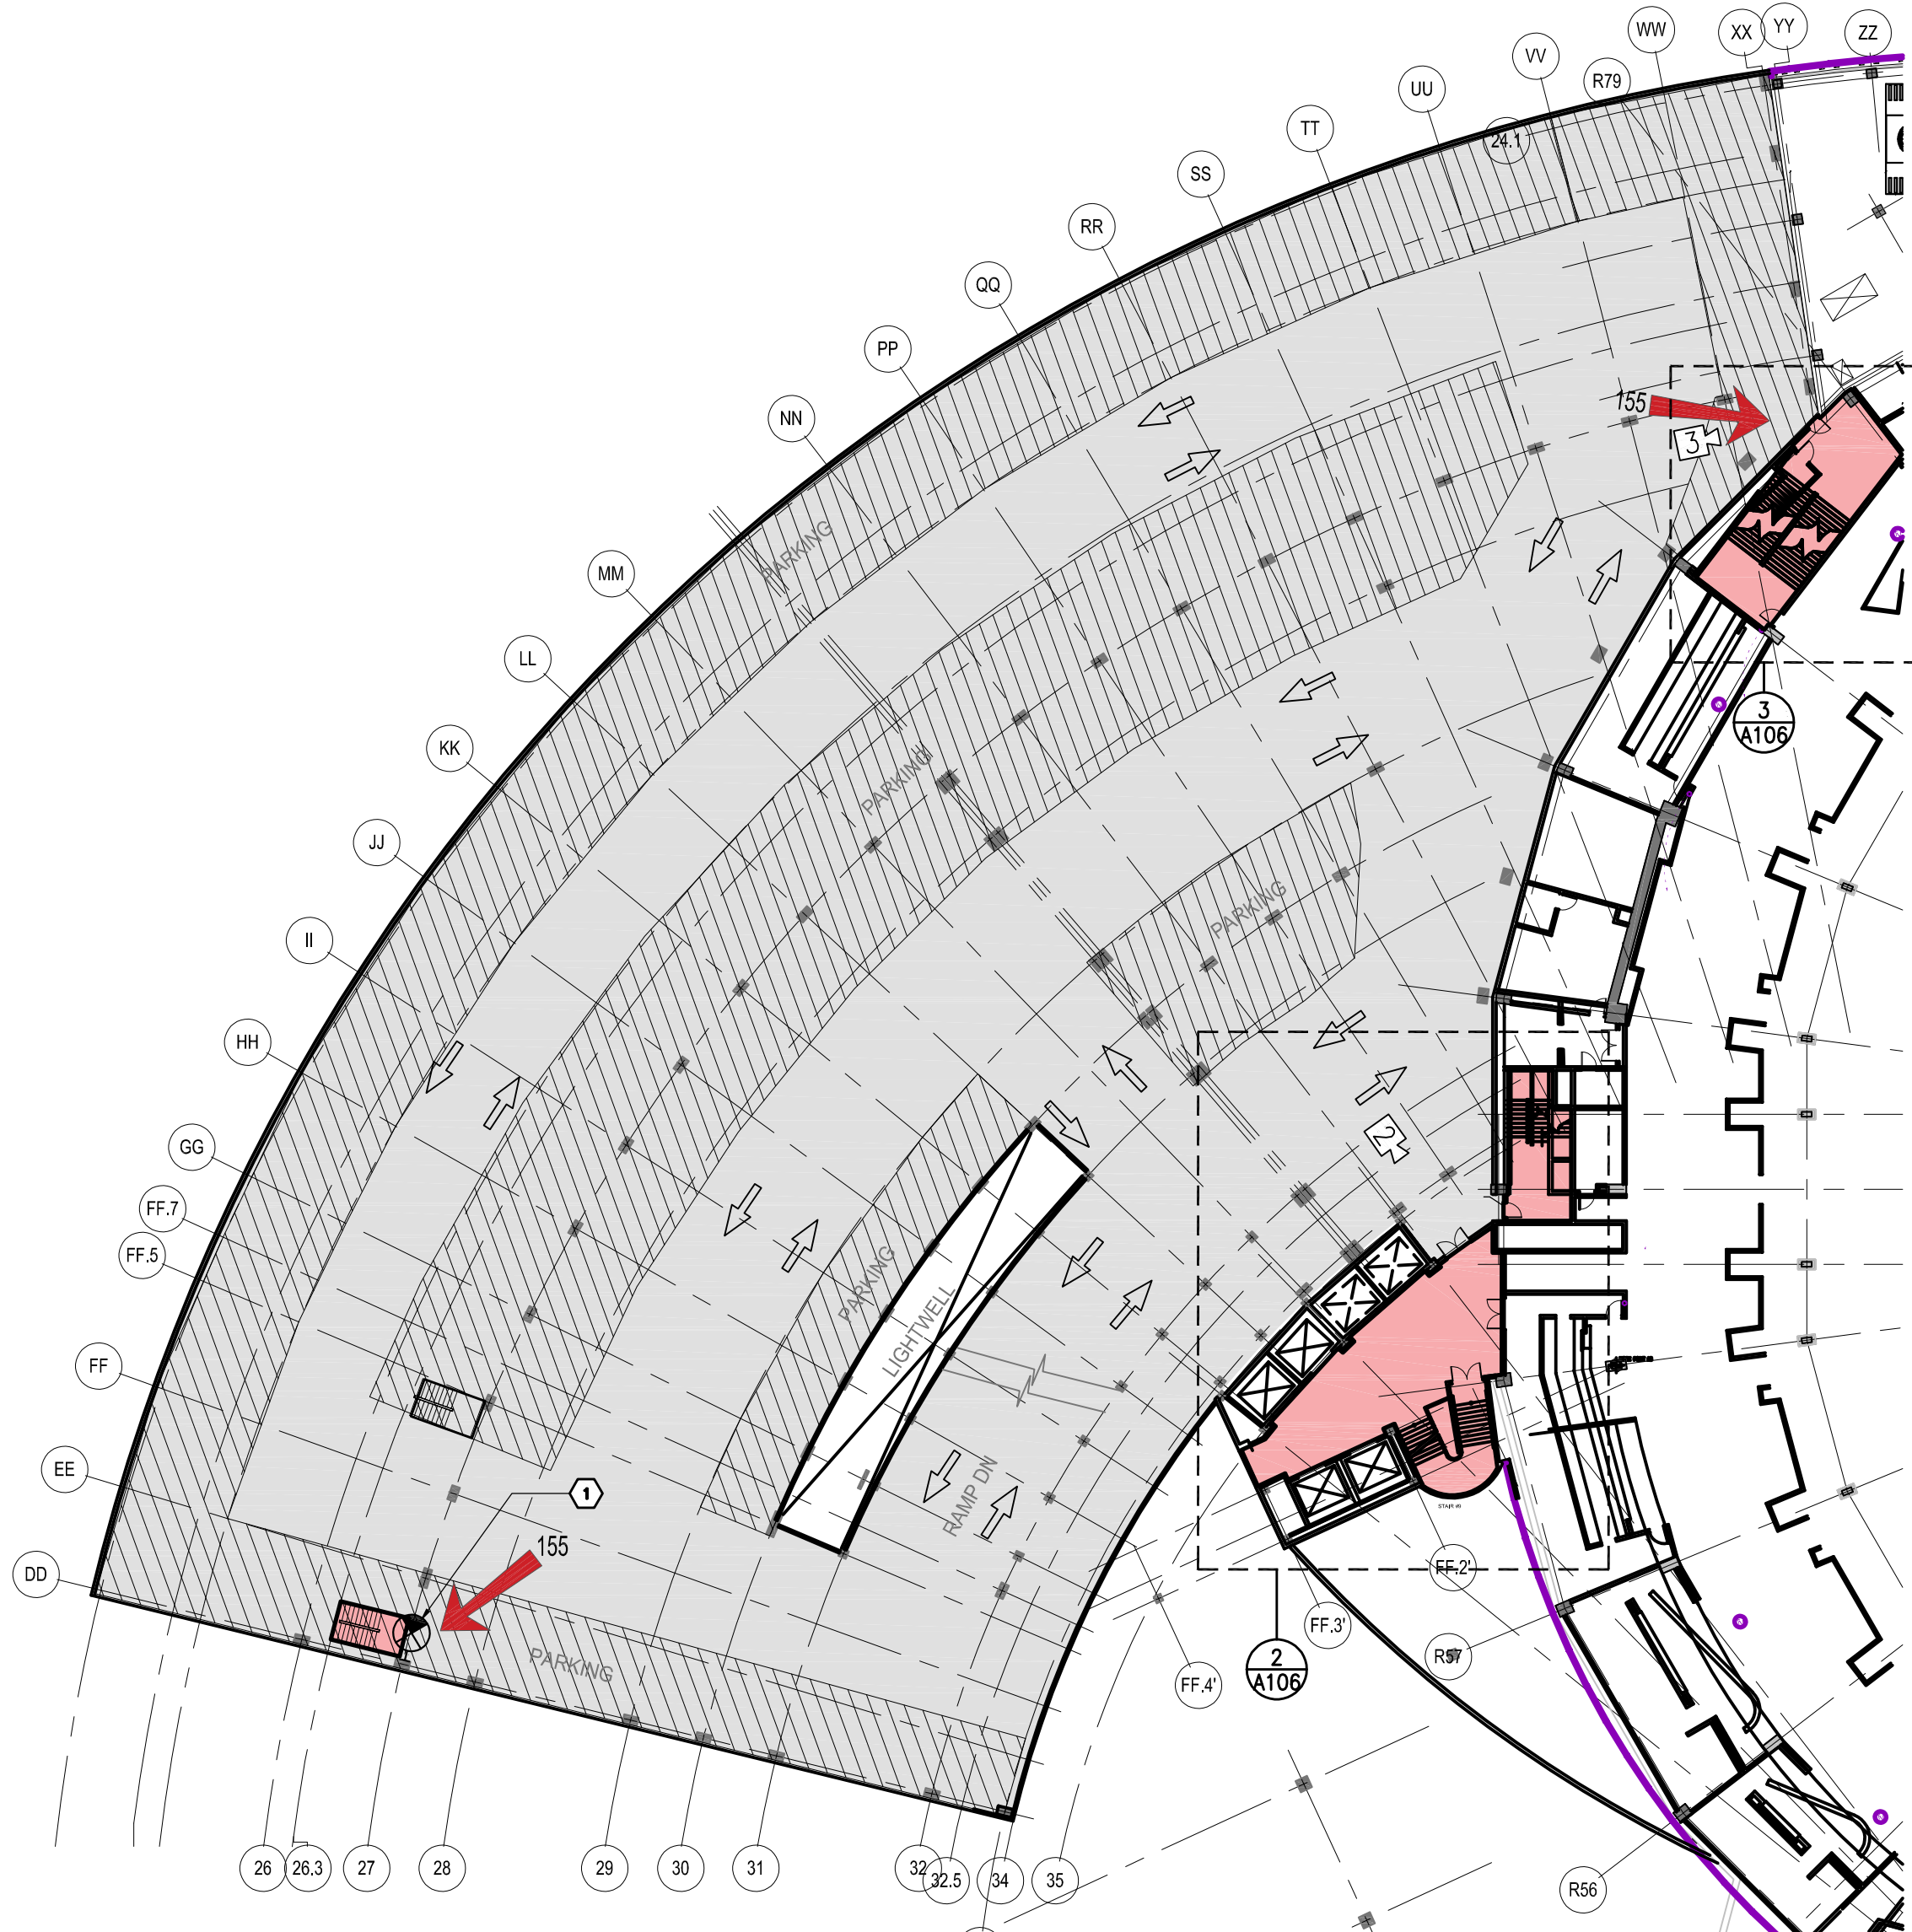 XX
YY
ZZ
WW
VV
R79
UU
TT
24.1
SS
RR
QQ
PP
NN
MM
LL
KK
JJ
II
HH
GG
FF.7
FF.5
FF
EE
DD
155
3
PARKING
PARKING
PARKING
PARKING
LIGHTWELL
RAMP DN
PARKING
3
A106
2
1
155
STAIR #9
FF.2'
FF.3'
FF.4'
2
A106
R57
R56
26
26.3
27
28
29
30
31
32
32.5
34
35